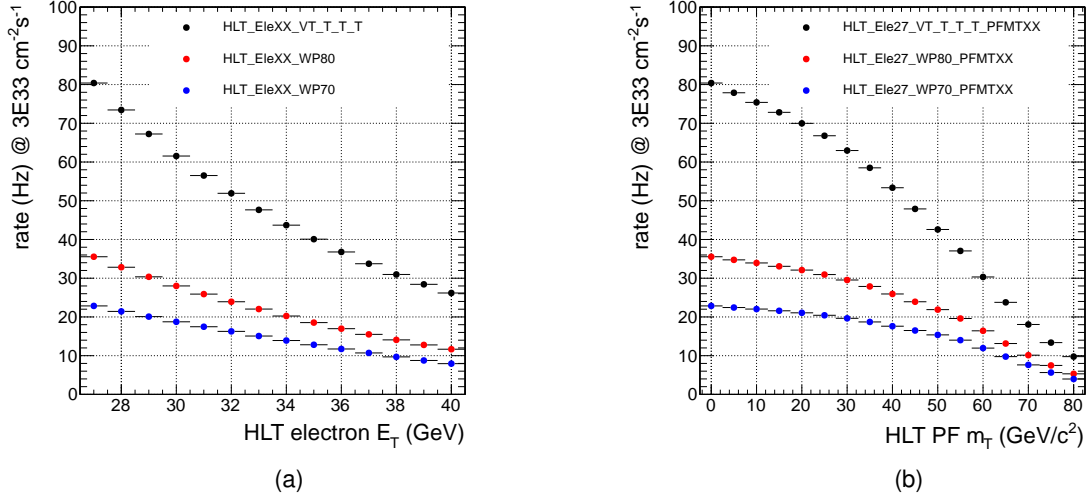 rate (Hz) @ 3E33 cm-2s-1
100
90
80
70
60
50
40
30
20
10
0
HLT_EleXX_VT_T_T_T
HLT_EleXX_WP80
HLT_EleXX_WP70
28 30 32 34 36 38 40
HLT electron E_T (GeV)
(a)
rate (Hz) @ 3E33 cm-2s-1
100
90
80
70
60
50
40
30
20
10
0
HLT_Ele27_VT_T_T_T_PFMTXX
HLT_Ele27_WP80_PFMTXX
HLT_Ele27_WP70_PFMTXX
0 10 20 30 40 50 60 70 80
HLT PF m_T (GeV/c2)
(b)